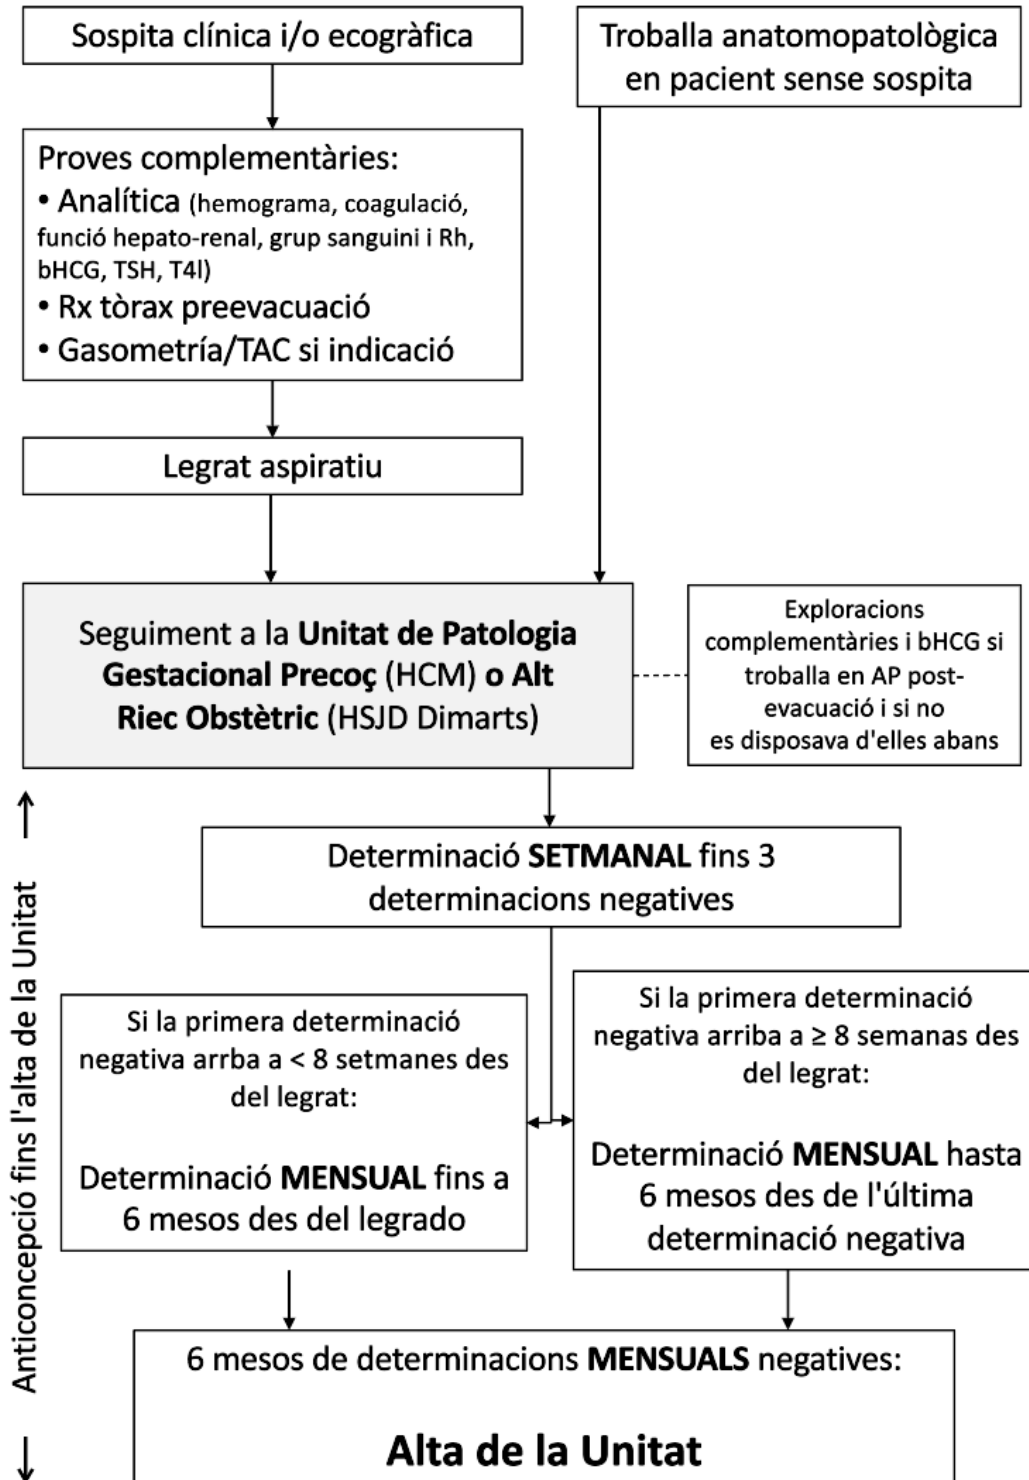 Sospita clínica i/o ecogràfica
Troballa anatomopatològica
en pacient sense sospita
Proves complementàries:
• Analítica (hemograma, coagulació,
funció hepato-renal, grup sanguini i Rh,
bHCG, TSH, T4l)
• Rx tòrax preevacuació
• Gasometría/TAC si indicació
Legrat aspiratiu
Seguiment a la Unitat de Patologia
Gestacional Precoç (HCM) o Alt
Riec Obstètric (HSJD Dimarts)
Exploracions
complementàries i bHCG si
troballa en AP post-
evacuació i si no
es disposava d'elles abans
Anticoncepció fins l'alta de la Unitat
Determinació SETMANAL fins 3
determinacions negatives
Si la primera determinació
negativa arrba a < 8 setmanes des
del legrat:
Determinació MENSUAL fins a
6 mesos des del legrado
Si la primera determinació
negativa arriba a ≥ 8 semanas des
del legrat:
Determinació MENSUAL hasta
6 mesos des de l'última
determinació negativa
6 mesos de determinacions MENSUALS negatives:
Alta de la Unitat